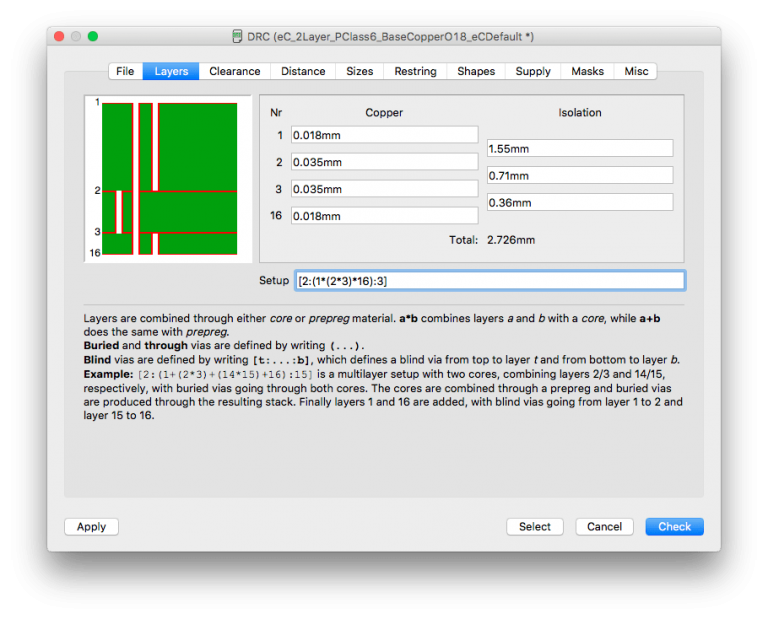 DRC (eC_2Layer_PClass6_BaseCopperO18_eCDefault *)
File Layers Clearance Distance Sizes Restring Shapes Supply Masks Misc
1
2
3
16
Nr Copper Isolation
1 0.018mm
1.55mm
2 0.035mm
0.71mm
3 0.035mm
0.36mm
16 0.018mm
Total: 2.726mm
Setup [2:(1*(2*3)*16):3]
Layers are combined through either core or prepreg material. a*b combines layers a and b with a core, while a+b
does the same with prepreg.
Buried and through vias are defined by writing (...).
Blind vias are defined by writing [t:...:b], which defines a blind via from top to layer t and from bottom to layer b.
Example: [2:(1+(2*3)+(14*15)+16):15] is a multilayer setup with two cores, combining layers 2/3 and 14/15,
respectively, with buried vias going through both cores. The cores are combined through a prepreg and buried vias
are produced through the resulting stack. Finally layers 1 and 16 are added, with blind vias going from layer 1 to 2 and
layer 15 to 16.
Apply Select Cancel Check